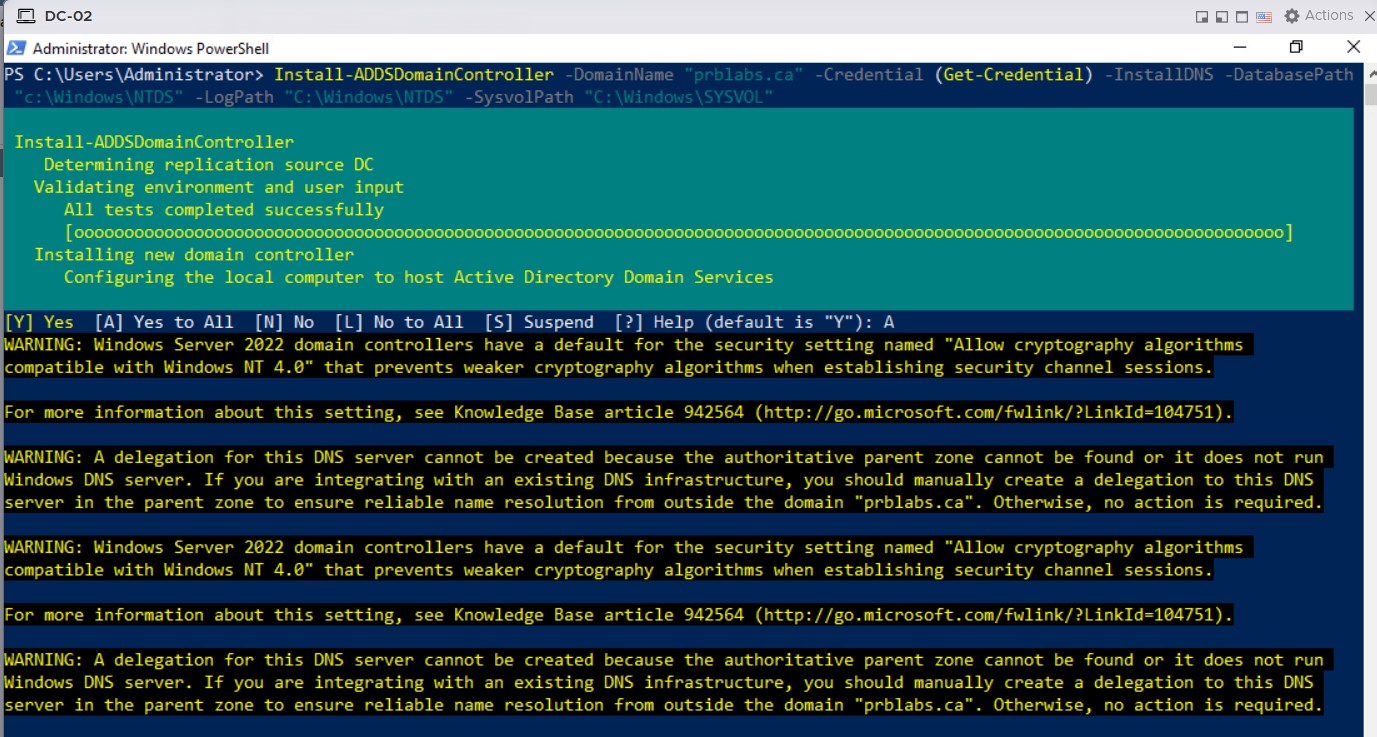 DC-02
Actions
Administrator: Windows PowerShell
PS C:\Users\Administrator> Install-ADDSDomainController -DomainName "prblabs.ca" -Credential (Get-Credential) -InstallDNS -DatabasePath
"c:\Windows\NTDS" -LogPath "C:\Windows\NTDS" -SysvolPath "C:\Windows\SYSVOL"
Install-ADDSDomainController
Determining replication source DC
Validating environment and user input
All tests completed successfully
[ooooooooooooooooooooooooooooooooooooooooooooooooooooooooooooooooooooooooooooooooooooooooooooooooooooooooooooooooooooooooo]
Installing new domain controller
Configuring the local computer to host Active Directory Domain Services
[Y] Yes  [A] Yes to All  [N] No  [L] No to All  [S] Suspend  [?] Help (default is "Y"): A
WARNING: Windows Server 2022 domain controllers have a default for the security setting named "Allow cryptography algorithms
compatible with Windows NT 4.0" that prevents weaker cryptography algorithms when establishing security channel sessions.
For more information about this setting, see Knowledge Base article 942564 (http://go.microsoft.com/fwlink/?LinkId=104751).
WARNING: A delegation for this DNS server cannot be created because the authoritative parent zone cannot be found or it does not run
Windows DNS server. If you are integrating with an existing DNS infrastructure, you should manually create a delegation to this DNS
server in the parent zone to ensure reliable name resolution from outside the domain "prblabs.ca". Otherwise, no action is required.
WARNING: Windows Server 2022 domain controllers have a default for the security setting named "Allow cryptography algorithms
compatible with Windows NT 4.0" that prevents weaker cryptography algorithms when establishing security channel sessions.
For more information about this setting, see Knowledge Base article 942564 (http://go.microsoft.com/fwlink/?LinkId=104751).
WARNING: A delegation for this DNS server cannot be created because the authoritative parent zone cannot be found or it does not run
Windows DNS server. If you are integrating with an existing DNS infrastructure, you should manually create a delegation to this DNS
server in the parent zone to ensure reliable name resolution from outside the domain "prblabs.ca". Otherwise, no action is required.